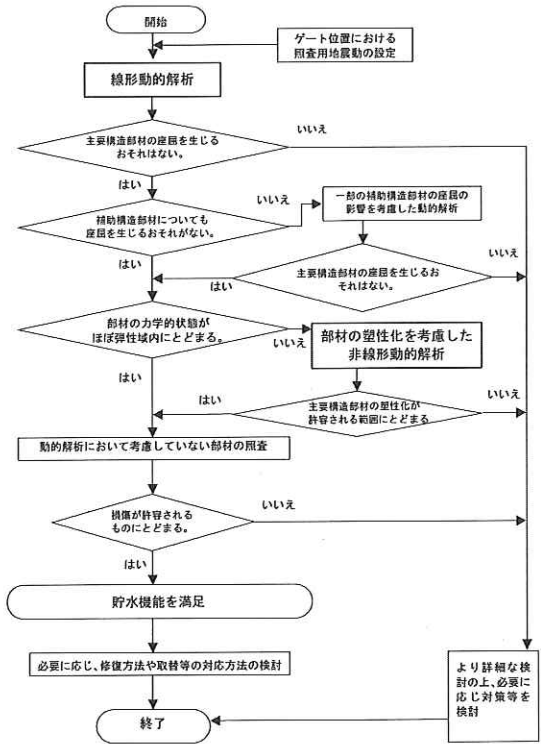 開始
ゲート位置における
照査用地震動の設定
線形動的解析
主要構造部材の座屈を生じる
おそれはない。
いいえ
はい
補助構造部材についても
座屈を生じるおそれがない。
いいえ
一部の補助構造部材の座屈の
影響を考慮した動的解析
はい
主要構造部材の座屈を生じるお
それはない。
いいえ
はい
部材の力学的状態が
ほぼ弾性域内にとどまる。
いいえ
部材の塑性化を考慮した
非線形動的解析
はい
主要構造部材の塑性化が
許容される範囲にとどまる
いいえ
はい
動的解析において考慮していない部材の照査
損傷が許容される
ものにとどまる。
いいえ
はい
貯水機能を満足
必要に応じ、修復方法や取替等の対応方法の検討
より詳細な検
討の上、必要に
応じ対策等を
検討
終了